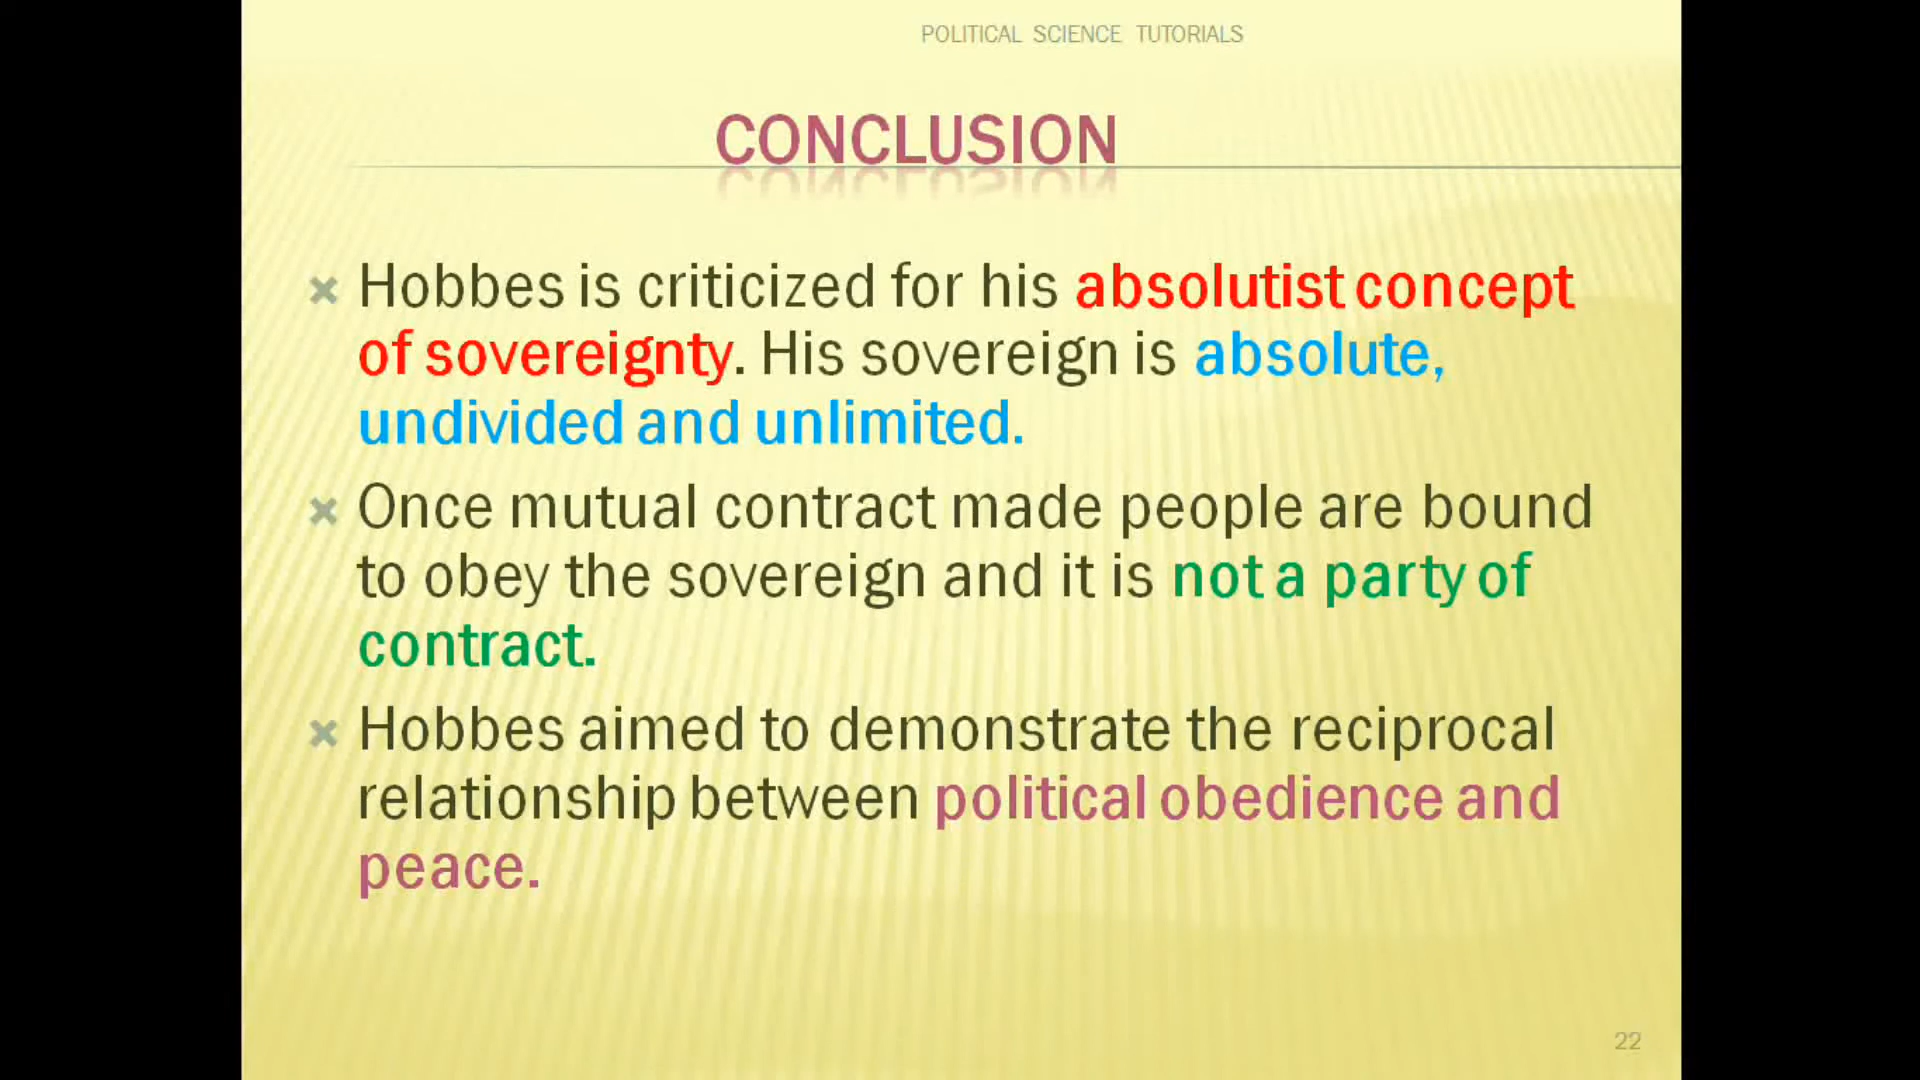 POLITICAL SCIENCE TUTORIALS
CONCLUSION
Hobbes is criticized for his absolutist concept
of sovereignty. His sovereign is absolute,
undivided and unlimited.
Once mutual contract made people are bound
to obey the sovereign and it is not a party of
contract.
Hobbes aimed to demonstrate the reciprocal
relationship between political obedience and
peace.
22